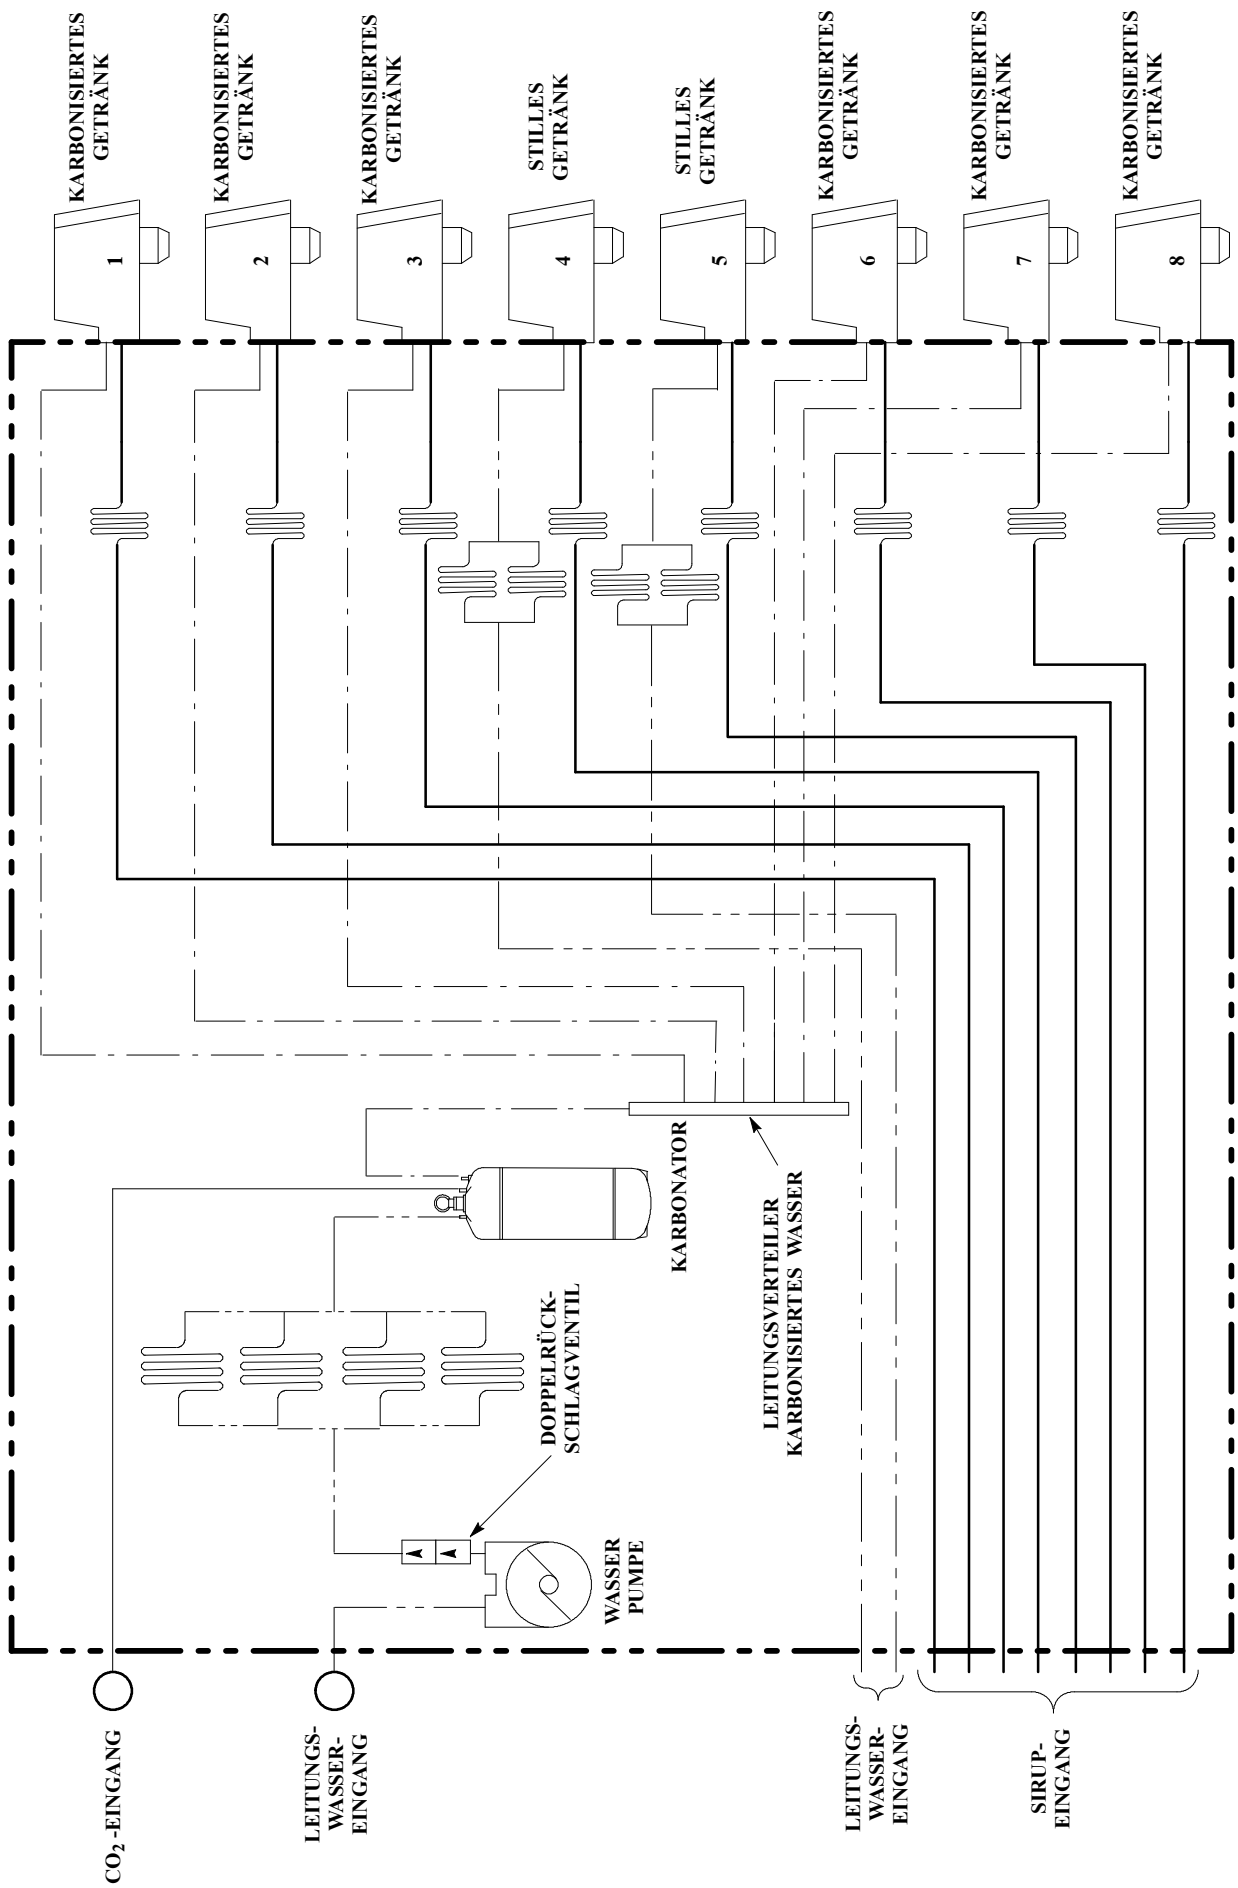 KARBONISIERTES
GETRÄNK
KARBONISIERTES
GETRÄNK
KARBONISIERTES
GETRÄNK
STILLES
GETRÄNK
STILLES
GETRÄNK
KARBONISIERTES
GETRÄNK
KARBONISIERTES
GETRÄNK
KARBONISIERTES
GETRÄNK
1
2
3
4
5
6
7
8
KARBONATOR
LEITUNGSVERTEILER
KARBONISIERTES WASSER
DOPPELRÜCK-
SCHLAGVENTIL
WASSER
PUMPE
CO2 -EINGANG
LEITUNGS-
WASSER-
EINGANG
LEITUNGS-
WASSER-
EINGANG
SIRUP-
EINGANG